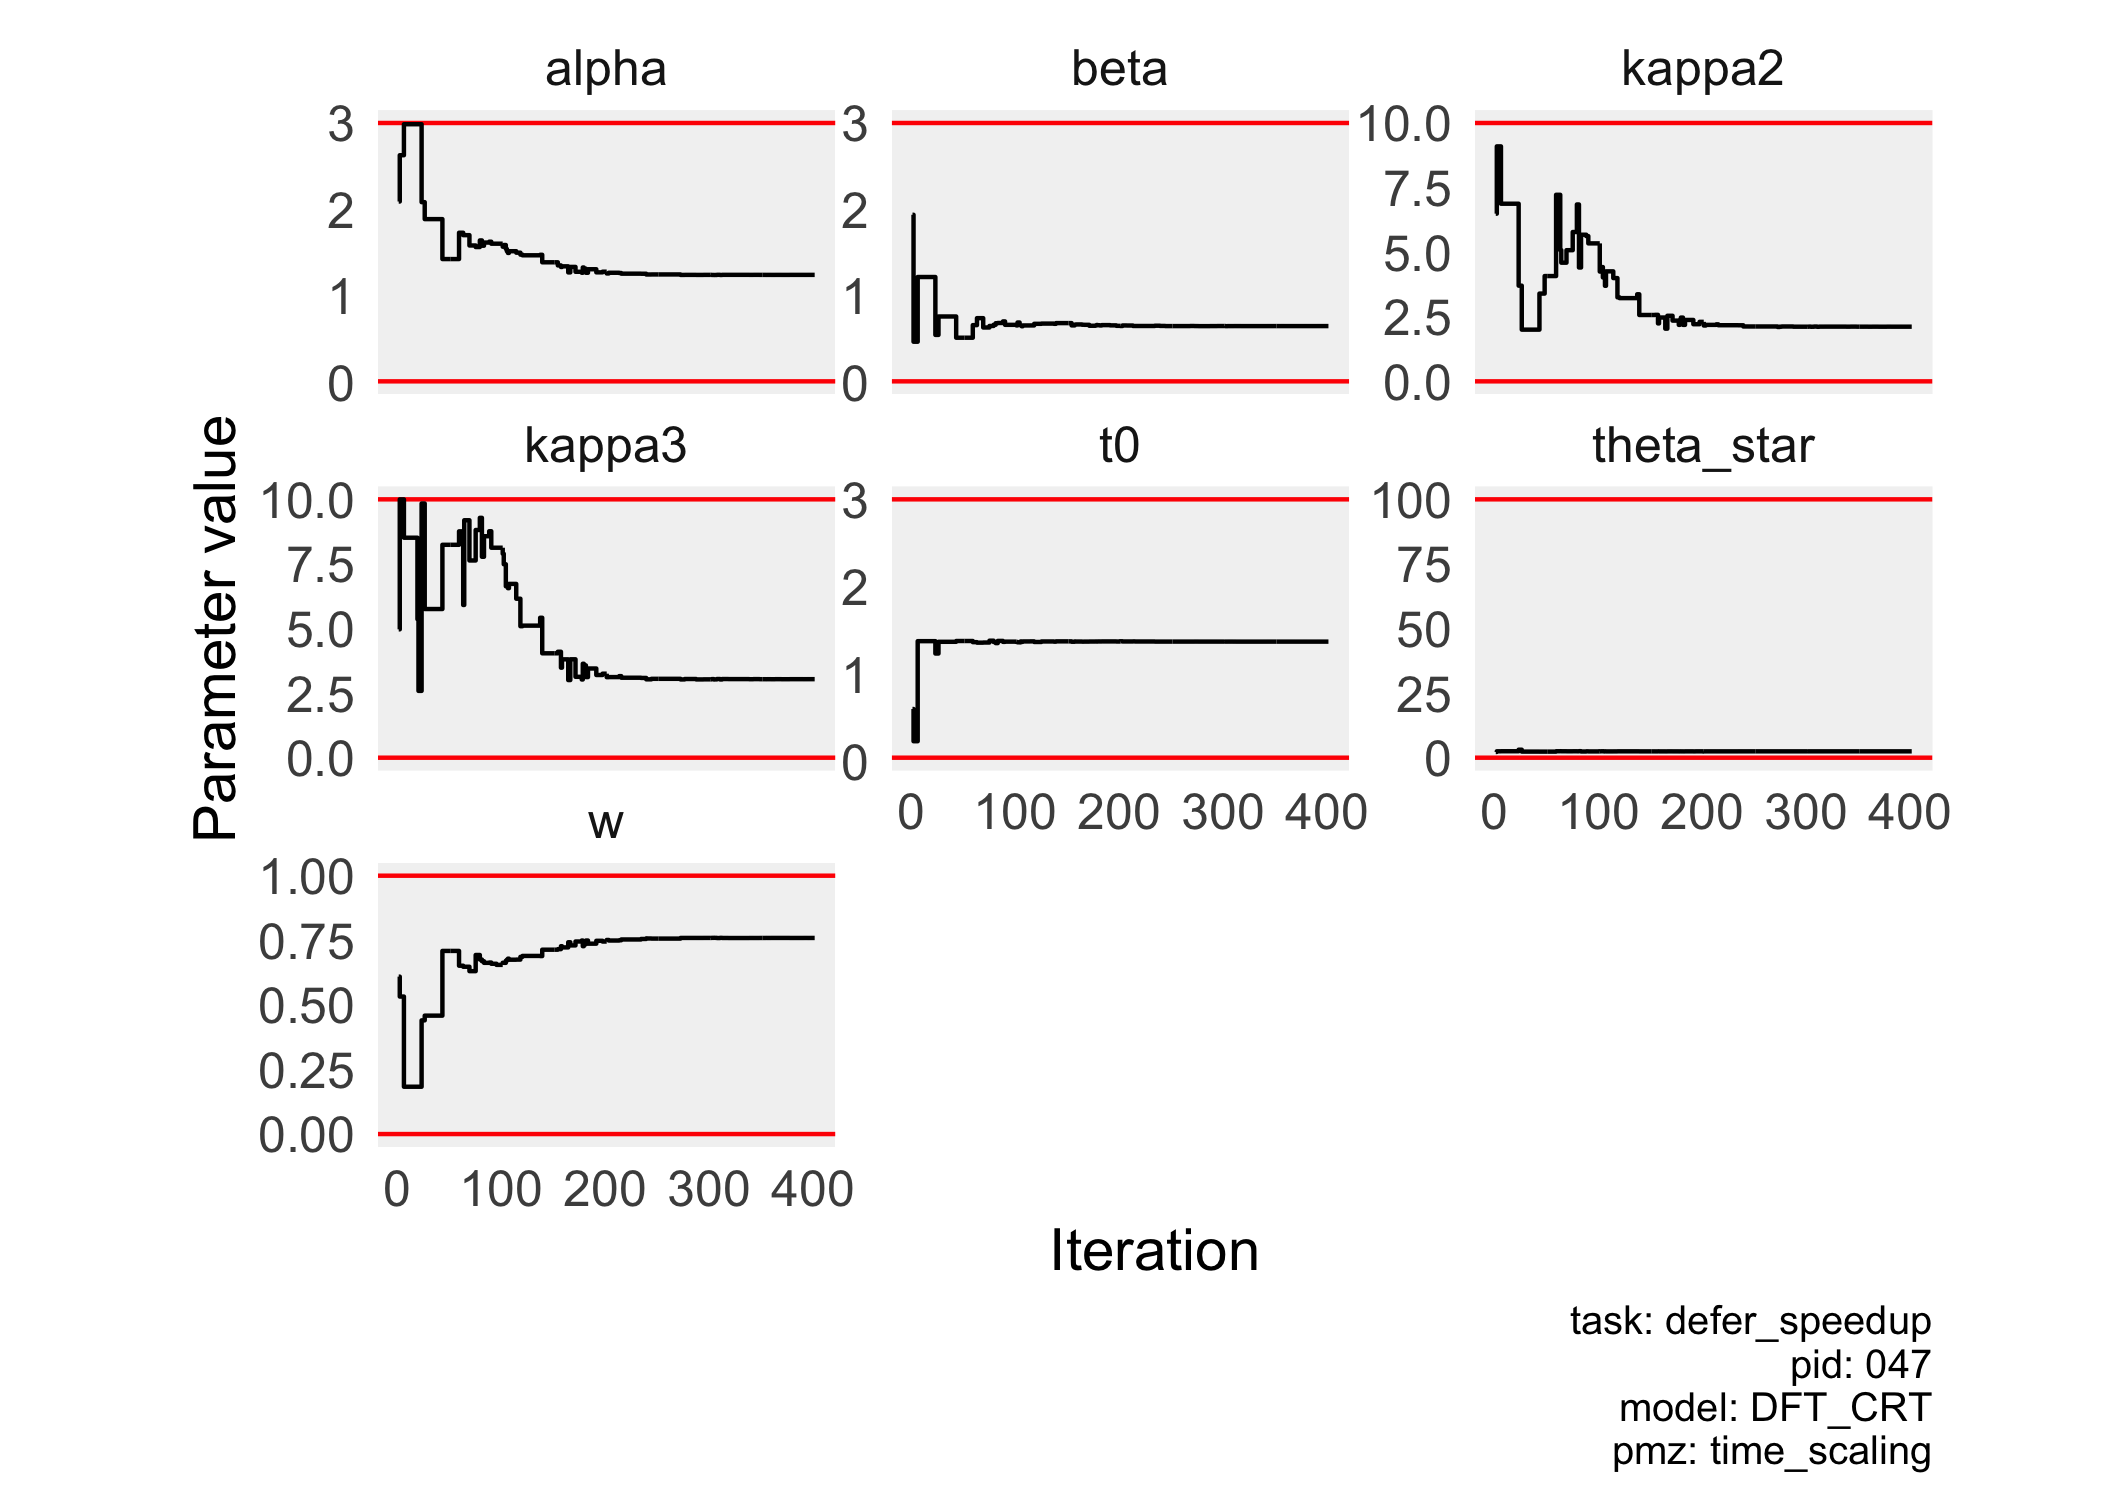 alpha
beta
kappa2
3
2
1
0
3
2
1
0
10.0
7.5
5.0
2.5
0.0
kappa3
t0
theta_star
10.0
7.5
5.0
2.5
0.0
3
2
1
0
100
75
50
25
0
0 100 200 300 400
0 100 200 300 400
w
1.00
0.75
0.50
0.25
0.00
0 100 200 300 400
Parameter value
Iteration
task: defer_speedup
pid: 047
model: DFT_CRT
pmz: time_scaling